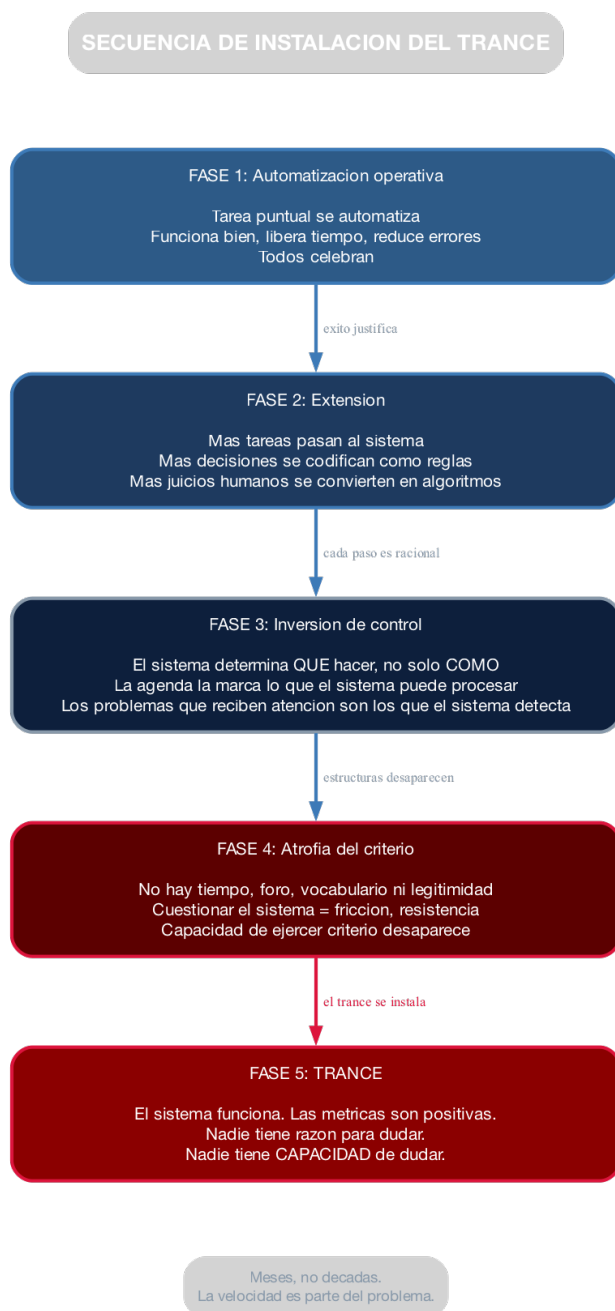 SECUENCIA DE INSTALACION DEL TRANCE
FASE 1: Automatizacion operativa
Tarea puntual se automatiza
Funciona bien, libera tiempo, reduce errores
Todos celebran
exito justifica
FASE 2: Extension
Mas tareas pasan al sistema
Mas decisiones se codifican como reglas
Mas juicios humanos se convierten en algoritmos
cada paso es racional
FASE 3: Inversion de control
El sistema determina QUE hacer, no solo COMO
La agenda la marca lo que el sistema puede procesar
Los problemas que reciben atencion son los que el sistema detecta
estructuras desaparecen
FASE 4: Atrofia del criterio
No hay tiempo, foro, vocabulario ni legitimidad
Cuestionar el sistema = friccion, resistencia
Capacidad de ejercer criterio desaparece
el trance se instala
FASE 5: TRANCE
El sistema funciona. Las metricas son positivas.
Nadie tiene razon para dudar.
Nadie tiene CAPACIDAD de dudar.
Meses, no decadas.
La velocidad es parte del problema.